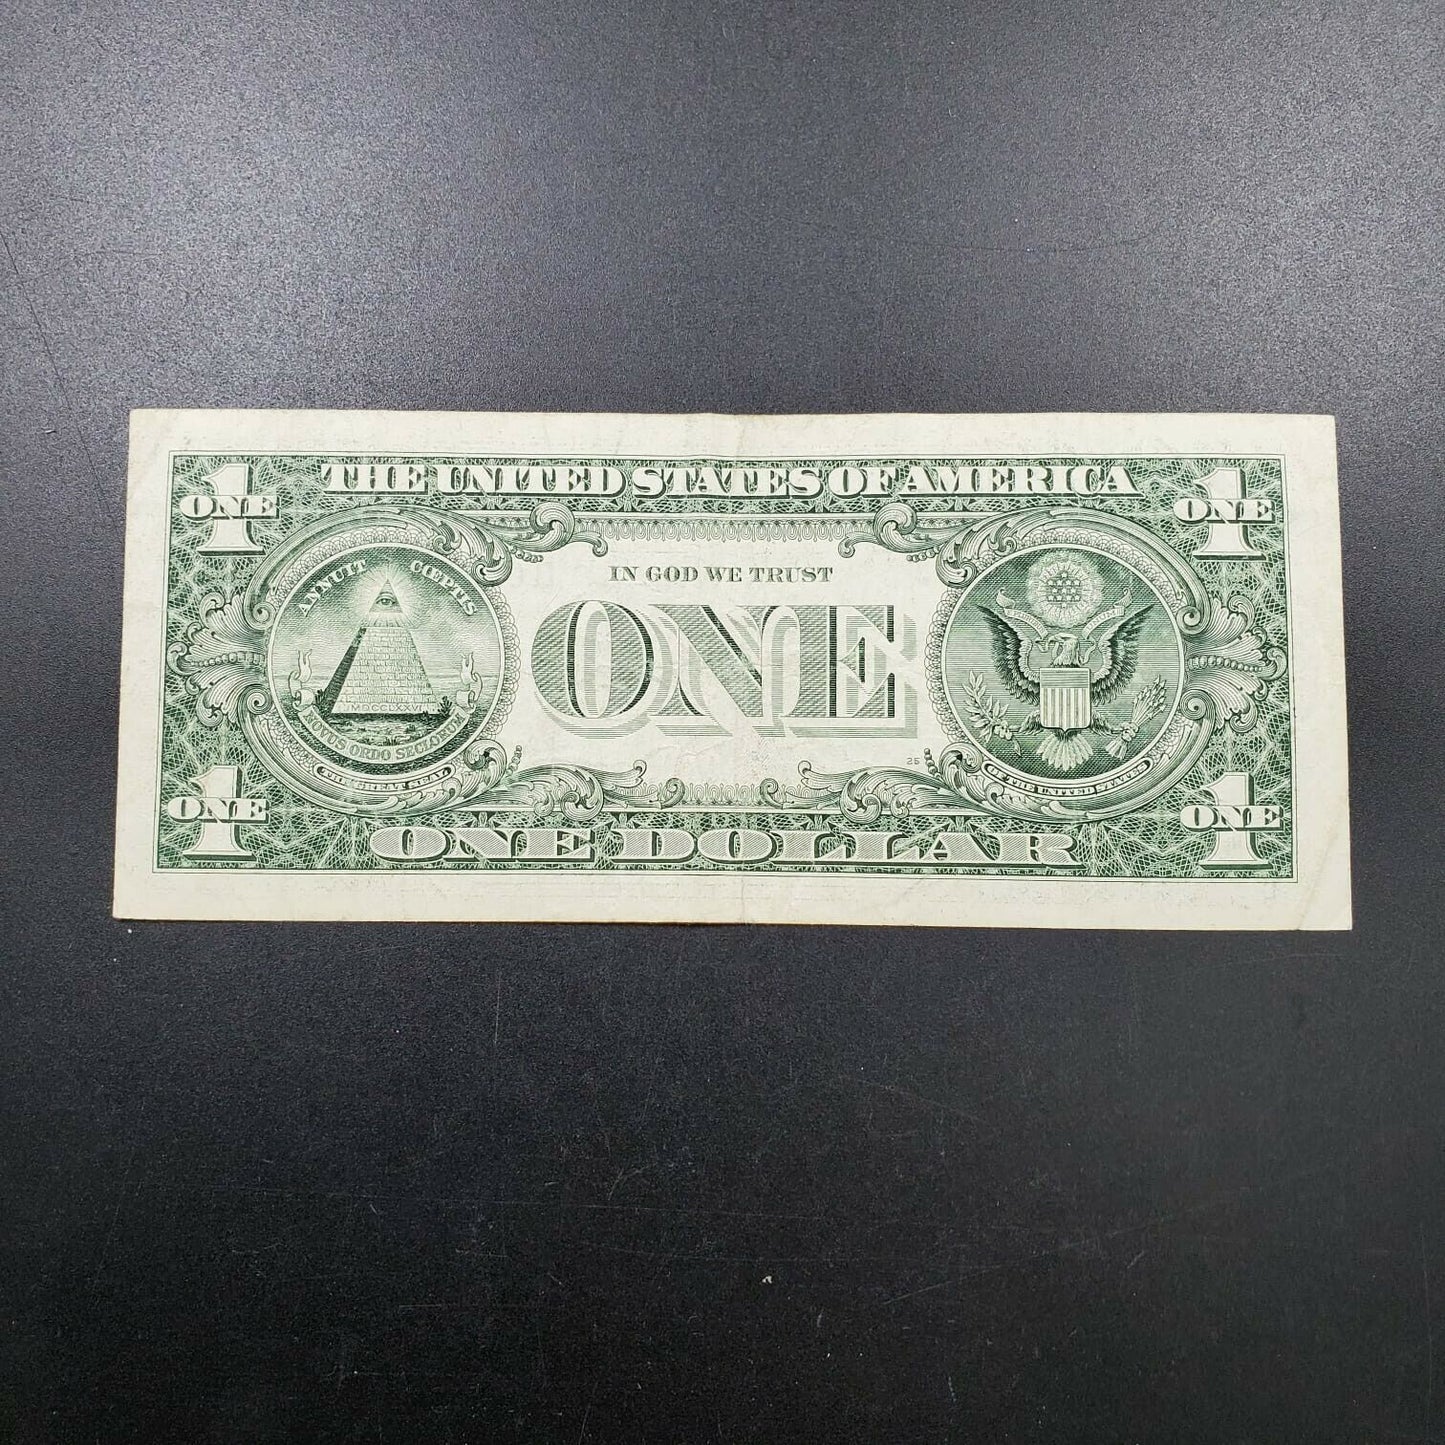 THE UNITED STATES OF AMERICA
1 ONE
1 ONE
ANNUIT CŒPTIS
IN GOD WE TRUST
ONE
MDCCLXXVI
NOVUS ORDO SECLORUM
THE GREAT SEAL
25
OF THE UNITED STATES
1 ONE
1 ONE
ONE DOLLAR